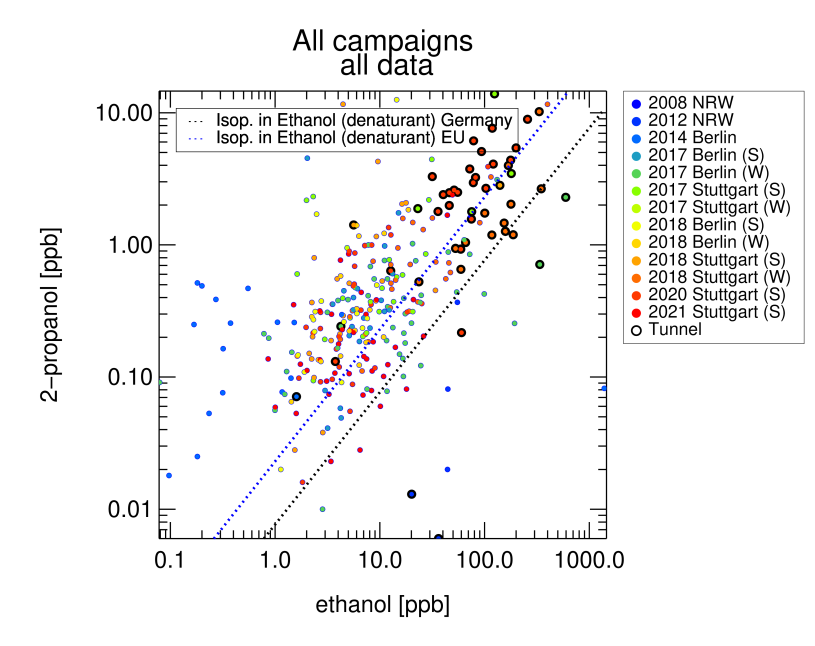 All campaigns
all data
Isop. in Ethanol (denaturant) Germany
Isop. in Ethanol (denaturant) EU
10.00
1.00
0.10
0.01
2−propanol [ppb]
0.1
1.0
10.0
100.0
1000.0
ethanol [ppb]
2008 NRW
2012 NRW
2014 Berlin
2017 Berlin (S)
2017 Berlin (W)
2017 Stuttgart (S)
2017 Stuttgart (W)
2018 Berlin (S)
2018 Berlin (W)
2018 Stuttgart (S)
2018 Stuttgart (W)
2020 Stuttgart (S)
2021 Stuttgart (S)
Tunnel